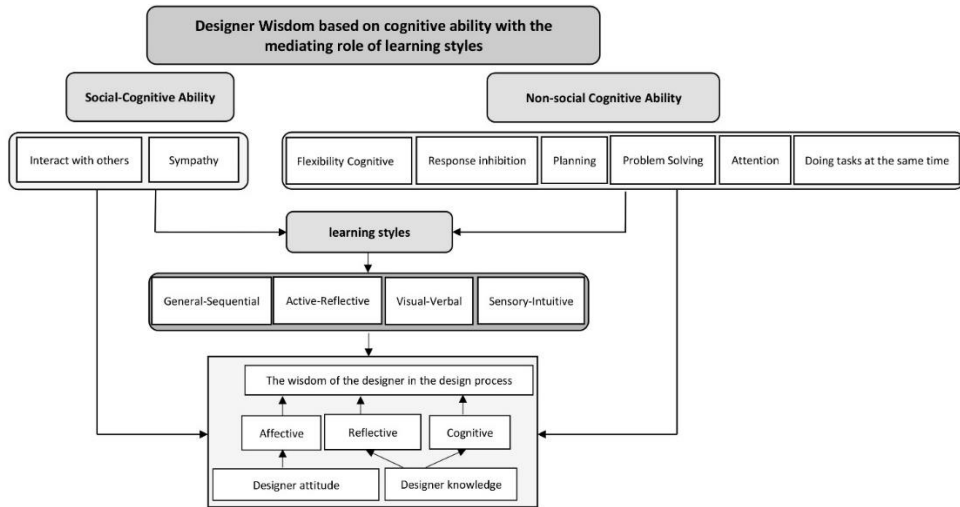 Designer Wisdom based on cognitive ability with the
mediating role of learning styles
Social-Cognitive Ability
Non-social Cognitive Ability
Interact with others
Sympathy
Flexibility Cognitive
Response inhibition
Planning
Problem Solving
Attention
Doing tasks at the same time
learning styles
General-Sequential
Active-Reflective
Visual-Verbal
Sensory-Intuitive
The wisdom of the designer in the design process
Affective
Reflective
Cognitive
Designer attitude
Designer knowledge